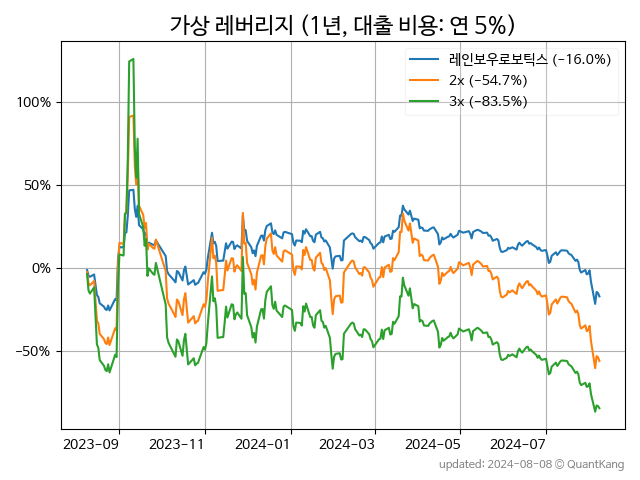 가상 레버리지 (1년, 대출 비용: 연 5%)
레인보우로보틱스 (−16.0%)
2x (−54.7%)
3x (−83.5%)
100%
50%
0%
−50%
2023-09 2023-11 2024-01 2024-03 2024-05 2024-07
updated: 2024-08-08 © QuantKang